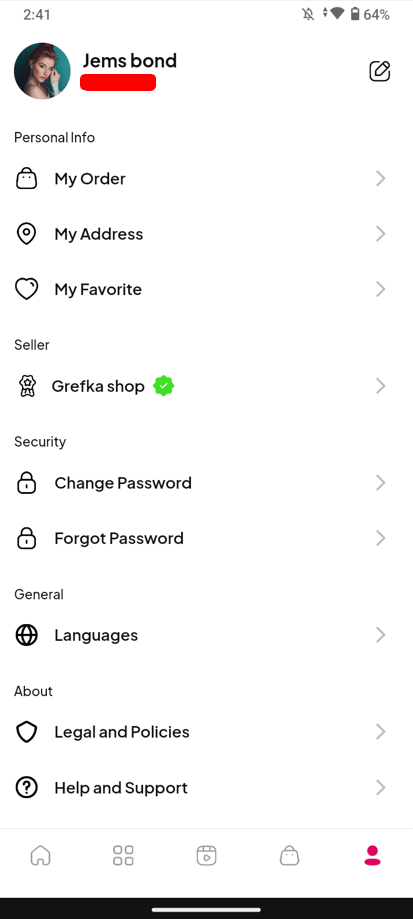 2:41
64%
Jems bond
Personal Info
My Order
My Address
My Favorite
Seller
Grefka shop
Security
Change Password
Forgot Password
General
Languages
About
Legal and Policies
Help and Support